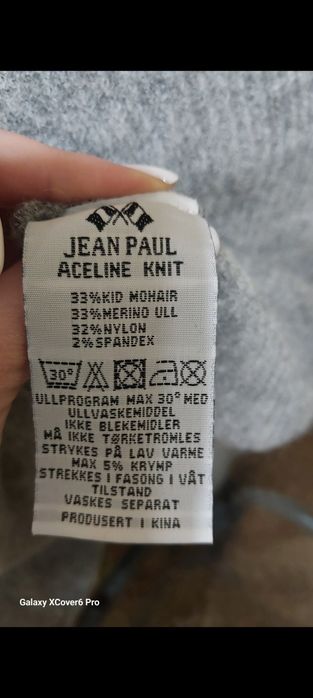 JEAN PAUL
ACELINE KNIT
33%KID MOHAIR
33%MERINO ULL
32%NYLON
2%SPANDEX
30°
ULLPROGRAM MAX 30° MED
ULLVASKEMIDDEL
IKKE BLEKEMIDLER
MÅ IKKE TØRKETROMLES
STRYKES PÅ LAV VARME
MAX 5% KRYMP
STREKKES I FASONG I VÅT
TILSTAND
VASKES SEPARAT
PRODUSERT I KINA
Galaxy XCover6 Pro